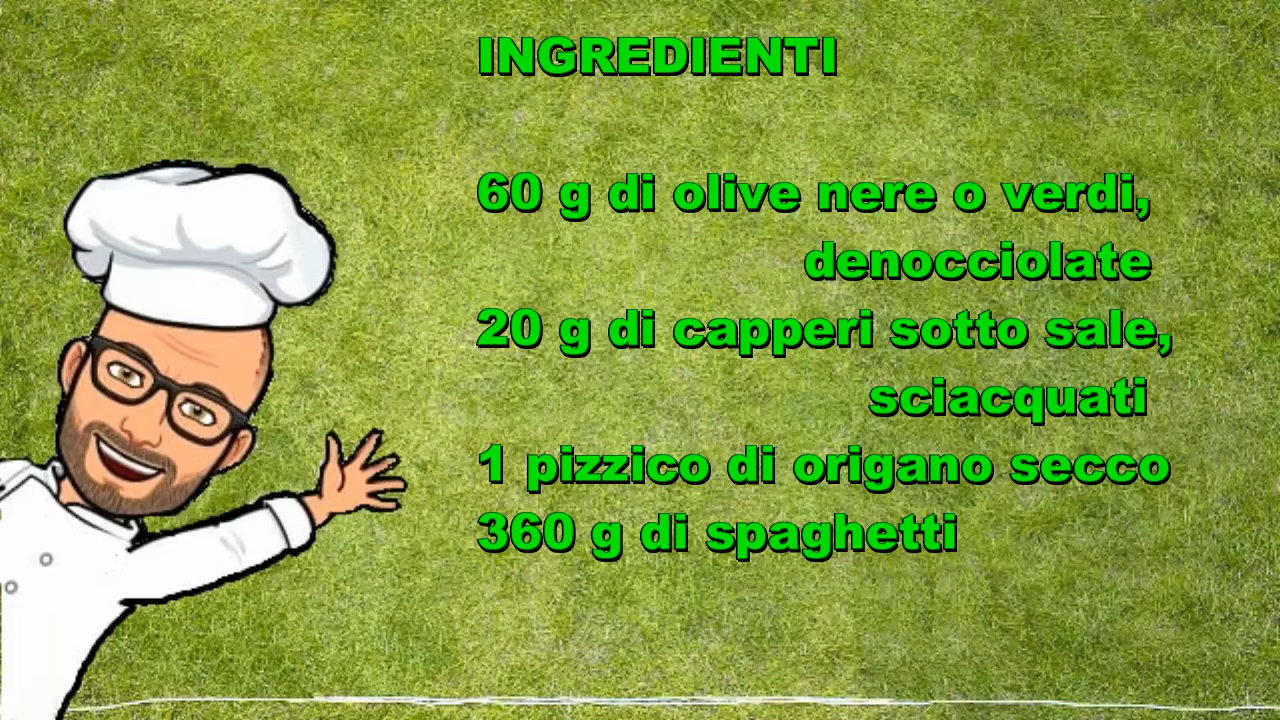 INGREDIENTI
60 g di olive nere o verdi,
denocciolate
20 g di capperi sotto sale,
sciacquati
1 pizzico di origano secco
360 g di spaghetti